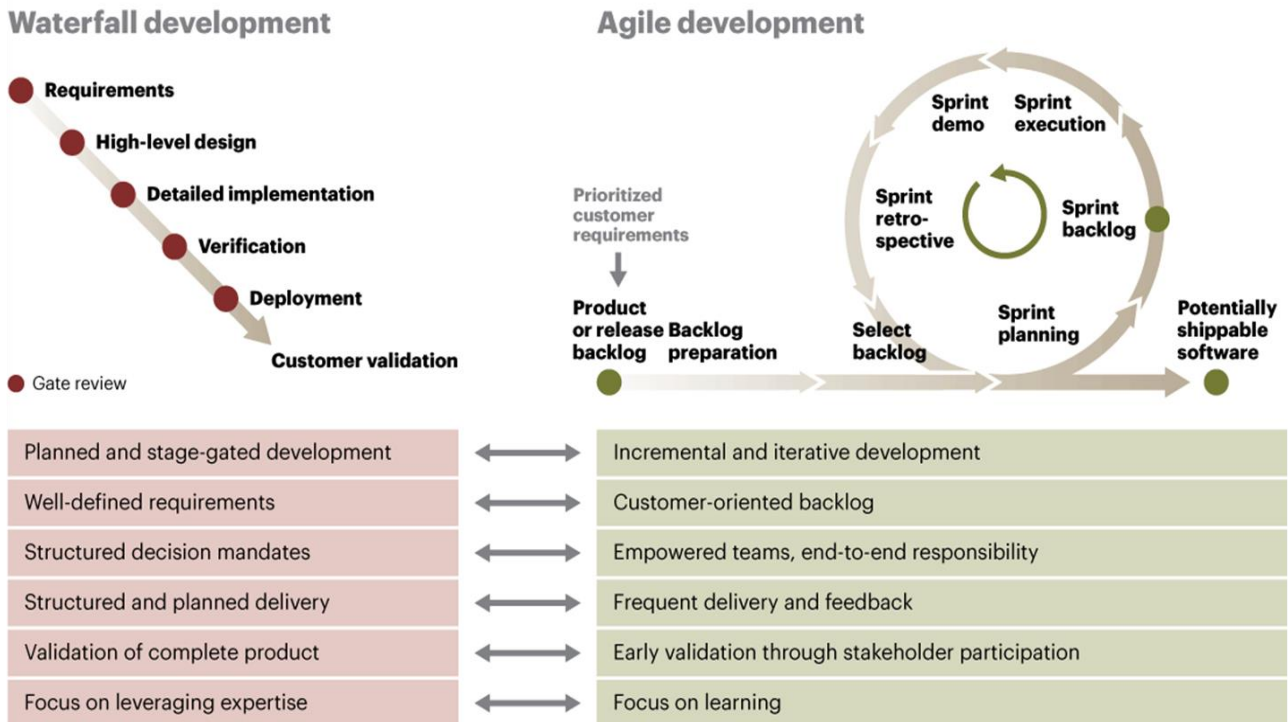 Waterfall development
Requirements
High-level design
Detailed implementation
Verification
Deployment
Customer validation
Gate review
Agile development
Prioritized
customer
requirements
Product
or release
backlog
Backlog
preparation
Select
backlog
Sprint
planning
Sprint
backlog
Sprint
execution
Sprint
demo
Sprint
retro-
spective
Potentially
shippable
software
Planned and stage-gated development
Incremental and iterative development
Well-defined requirements
Customer-oriented backlog
Structured decision mandates
Empowered teams, end-to-end responsibility
Structured and planned delivery
Frequent delivery and feedback
Validation of complete product
Early validation through stakeholder participation
Focus on leveraging expertise
Focus on learning